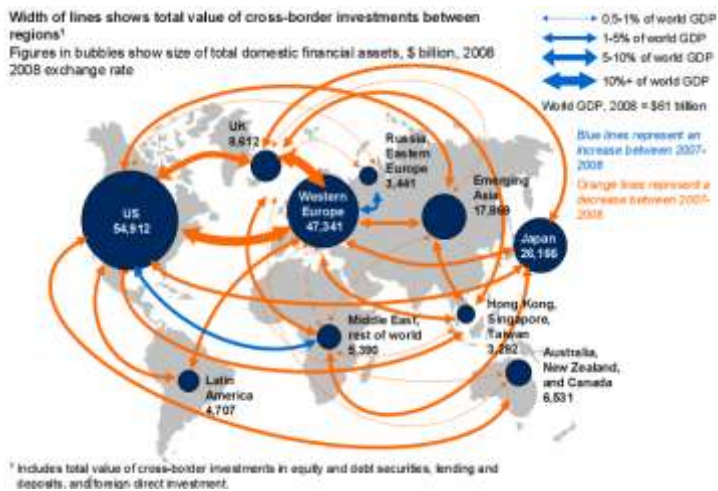 Width of lines shows total value of cross-border investments between
regions¹
Figures in bubbles show size of total domestic financial assets, $ billion, 2008
2008 exchange rate
0.5-1% of world GDP
1-5% of world GDP
5-10% of world GDP
10%+ of world GDP
World GDP, 2008 = $61 trillion
Blue lines represent an
increase between 2007-
2008
Orange lines represent a
decrease between 2007-
2008
UK
8,612
Russia,
Eastern
Europe
3,441
US
54,912
Western
Europe
47,341
Emerging
Asia
17,869
Japan
26,166
Hong Kong,
Singapore,
Taiwan
3,292
Middle East,
rest of world
5,390
Australia,
New Zealand,
and Canada
6,531
Latin
America
4,707
¹ Includes total value of cross-border investments in equity and debt securities, lending and
deposits, and foreign direct investment.